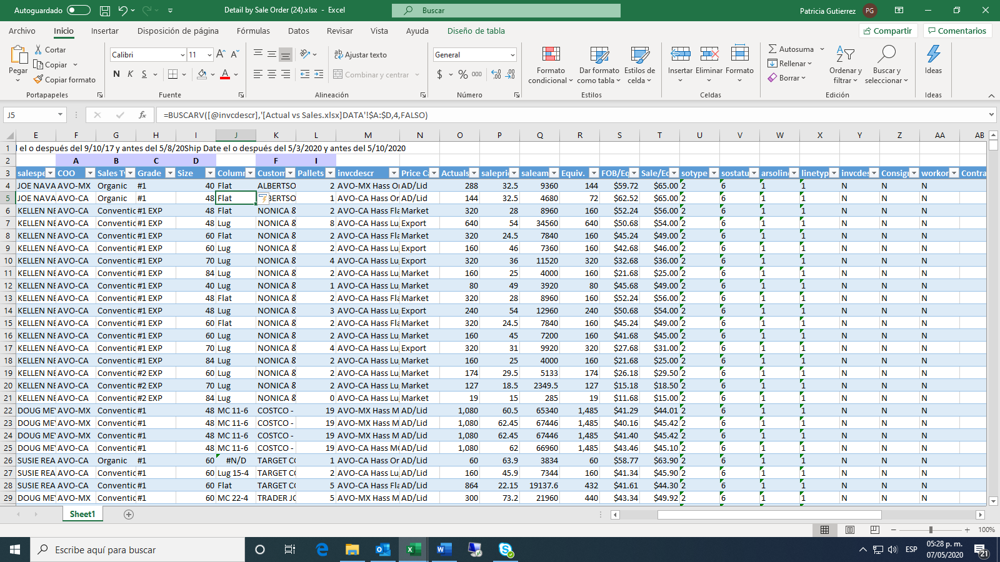 Autoguardado
Detail by Sale Order (24).xlsx - Excel
Buscar
Patricia Gutierrez PG
Archivo Inicio Insertar Disposición de página Fórmulas Datos Revisar Vista Ayuda Diseño de tabla Compartir Comentarios
Pegar Cortar Copiar Copiar formato
Calibri 11 N K S
Ajustar texto Combinar y centrar
General $ % 000
Formato condicional Dar formato como tabla Estilos de celda
Insertar Eliminar Formato
Autosuma Rellenar Borrar
Ordenar y filtrar Buscar y seleccionar
Ideas
Portapapeles Fuente Alineación Número Estilos Celdas Edición Ideas
J5 fx =BUSCARV([@invcdescr],'[Actual vs Sales.xlsx]DATA'!$A:$D,4,FALSO)
E F G H I J K L M N O P Q R S T U V W X Y Z AA AB
1 el o después del 9/10/17 y antes del 5/8/20Ship Date el o después del 5/3/2020 y antes del 5/10/2020
2 A B C D F I
3 salespe COO Sales Ty Grade Size Column Custom Pallets invcdescr Price Ca Actuals salepric saleam Equiv. FOB/Eq Sale/Ec sotype sostatu arsoline linetyp invcdes Consign workor Contra
4 JOE NAVA AVO-MX Organic #1 40 Flat ALBERTSO 2 AVO-MX Hass Or AD/Lid 288 32.5 9360 144 $59.72 $65.00 2 6 1 1 N N N
5 JOE NAVA AVO-CA Organic #1 48 Flat BERTSO 1 AVO-CA Hass Or AD/Lid 144 32.5 4680 72 $62.52 $65.00 2 6 1 1 N N N
6 KELLEN NE AVO-CA Conventic #1 EXP 48 Flat NONICA & 2 AVO-CA Hass Fla Market 320 28 8960 160 $52.24 $56.00 2 6 1 1 N N N
7 KELLEN NE AVO-CA Conventic #1 EXP 48 Lug NONICA & 8 AVO-CA Hass Lu Export 640 54 34560 640 $50.68 $54.00 2 6 1 1 N N N
8 KELLEN NE AVO-CA Conventic #1 EXP 60 Flat NONICA & 2 AVO-CA Hass Fla Market 320 24.5 7840 160 $45.24 $49.00 2 6 1 1 N N N
9 KELLEN NE AVO-CA Conventic #1 EXP 60 Lug NONICA & 2 AVO-CA Hass Lu Export 160 46 7360 160 $42.68 $46.00 2 6 1 1 N N N
10 KELLEN NE AVO-CA Conventic #1 EXP 70 Lug NONICA & 4 AVO-CA Hass Lu Export 320 36 11520 320 $32.68 $36.00 2 6 1 1 N N N
11 KELLEN NE AVO-CA Conventic #1 EXP 84 Lug NONICA & 2 AVO-CA Hass Lu Market 160 25 4000 160 $21.68 $25.00 2 6 1 1 N N N
12 KELLEN NE AVO-CA Conventic #1 EXP 40 Lug NONICA & 1 AVO-CA Hass Lu Market 80 49 3920 80 $45.68 $49.00 2 6 1 1 N N N
13 KELLEN NE AVO-CA Conventic #1 EXP 48 Flat NONICA & 2 AVO-CA Hass Fla Market 320 28 8960 160 $52.24 $56.00 2 6 1 1 N N N
14 KELLEN NE AVO-CA Conventic #1 EXP 48 Lug NONICA & 3 AVO-CA Hass Lu Export 240 54 12960 240 $50.68 $54.00 2 6 1 1 N N N
15 KELLEN NE AVO-CA Conventic #1 EXP 60 Flat NONICA & 2 AVO-CA Hass Fla Market 320 24.5 7840 160 $45.24 $49.00 2 6 1 1 N N N
16 KELLEN NE AVO-CA Conventic #1 EXP 60 Lug NONICA & 2 AVO-CA Hass Lu Market 160 45 7200 160 $41.68 $45.00 2 6 1 1 N N N
17 KELLEN NE AVO-CA Conventic #1 EXP 70 Lug NONICA & 4 AVO-CA Hass Lu Export 320 31 9920 320 $27.68 $31.00 2 6 1 1 N N N
18 KELLEN NE AVO-CA Conventic #1 EXP 84 Lug NONICA & 2 AVO-CA Hass Lu Market 160 25 4000 160 $21.68 $25.00 2 6 1 1 N N N
19 KELLEN NE AVO-CA Conventic #2 EXP 60 Lug NONICA & 2 AVO-CA Hass Lu Market 174 29.5 5133 174 $26.18 $29.50 2 6 1 1 N N N
20 KELLEN NE AVO-CA Conventic #2 EXP 70 Lug NONICA & 2 AVO-CA Hass Lu Market 127 18.5 2349.5 127 $15.18 $18.50 2 6 1 1 N N N
21 KELLEN NE AVO-CA Conventic #2 EXP 84 Lug NONICA & 0 AVO-CA Hass Lu Market 19 15 285 19 $11.68 $15.00 2 6 1 1 N N N
22 DOUG MEY AVO-MX Conventic #1 48 MC 11-6 COSTCO - 19 AVO-MX Hass M AD/Lid 1,080 60.5 65340 1,485 $41.29 $44.01 2 6 1 1 N N N
23 DOUG MEY AVO-MX Conventic #1 48 MC 11-6 COSTCO - 19 AVO-MX Hass M AD/Lid 1,080 62.45 67446 1,485 $40.16 $45.42 2 6 1 1 N N N
24 DOUG MEY AVO-MX Conventic #1 48 MC 11-6 COSTCO - 19 AVO-MX Hass M AD/Lid 1,080 62.45 67446 1,485 $41.40 $45.42 2 6 1 1 N N N
25 DOUG MEY AVO-CA Conventic #1 48 MC 11-6 COSTCO - 19 AVO-CA Hass MC AD/Lid 1,080 62 66960 1,485 $43.46 $45.10 2 6 1 1 N N N
26 SUSIE REA AVO-CA Organic #1 60 #N/D TARGET CO 1 AVO-CA Hass Or AD/Lid 60 63.9 3834 60 $58.77 $63.90 2 6 1 1 N N N
27 SUSIE REA AVO-CA Conventic #1 60 Lug 15-4 TARGET CO 2 AVO-CA Hass Lu AD/Lid 160 45.9 7344 160 $41.34 $45.90 2 6 1 1 N N N
28 SUSIE REA AVO-CA Conventic #1 60 Flat TARGET CO 5 AVO-CA Hass Fla AD/Lid 864 22.15 19137.6 432 $41.61 $44.30 2 6 1 1 N N N
29 DOUG MEY AVO-MX Conventic #1 60 MC 22-4 TRADER JO 5 AVO-MX Hass M AD/Lid 300 73.2 21960 440 $43.34 $49.92 2 6 1 1 N N N
Sheet1
100%
Escribe aquí para buscar
ESP
05:28 p. m.
07/05/2020
21